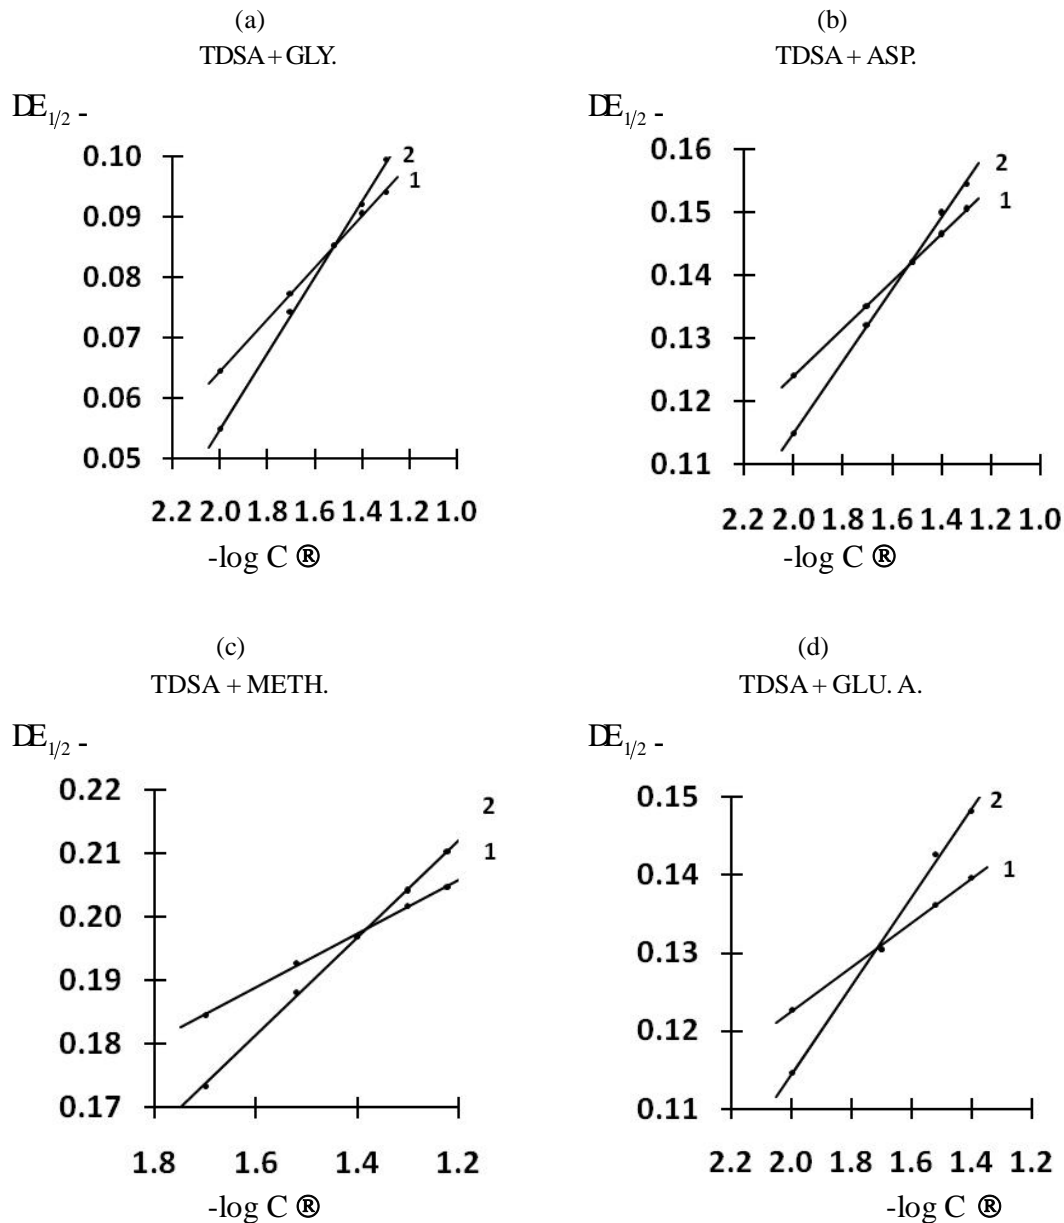 (a)
TDSA + GLY.
DE1/2 -
0.10
0.09
0.08
0.07
0.06
0.05
2
1
2.2 2.0 1.8 1.6 1.4 1.2 1.0
-log C ®
(b)
TDSA + ASP.
DE1/2 -
0.16
0.15
0.14
0.13
0.12
0.11
2
1
2.2 2.0 1.8 1.6 1.4 1.2 1.0
-log C ®
(c)
TDSA + METH.
DE1/2 -
0.22
0.21
0.20
0.19
0.18
0.17
2
1
1.8 1.6 1.4 1.2
-log C ®
(d)
TDSA + GLU. A.
DE1/2 -
0.15
0.14
0.13
0.12
0.11
2
1
2.2 2.0 1.8 1.6 1.4 1.2
-log C ®